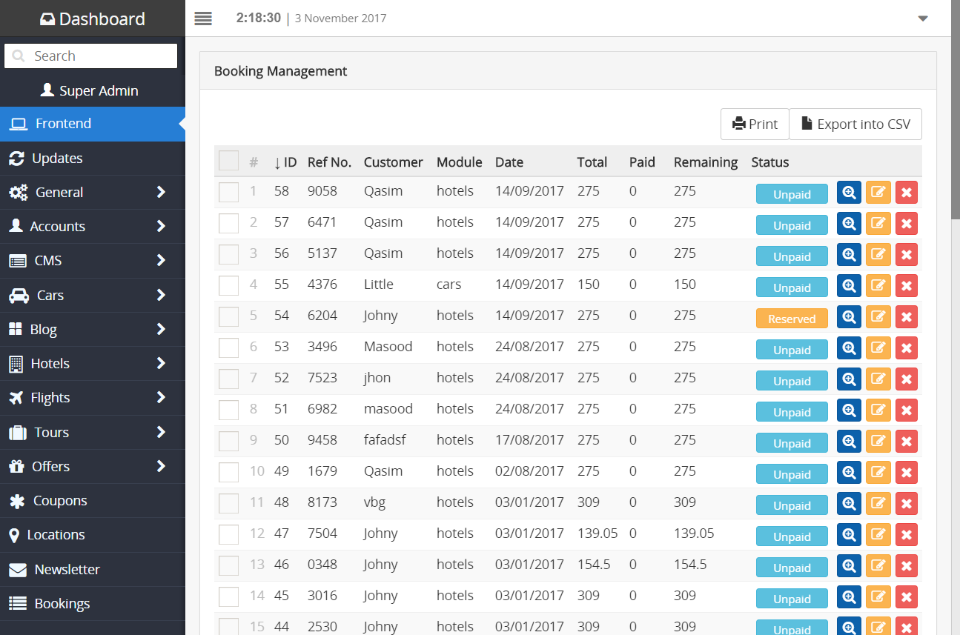 Dashboard
2:18:30 | 3 November 2017
Search
Super Admin
Frontend
Updates
General
Accounts
CMS
Cars
Blog
Hotels
Flights
Tours
Offers
Coupons
Locations
Newsletter
Bookings
Booking Management
Print Export into CSV
# ↓ ID Ref No. Customer Module Date Total Paid Remaining Status
1 58 9058 Qasim hotels 14/09/2017 275 0 275 Unpaid
2 57 6471 Qasim hotels 14/09/2017 275 0 275 Unpaid
3 56 5137 Qasim hotels 14/09/2017 275 0 275 Unpaid
4 55 4376 Little cars 14/09/2017 150 0 150 Unpaid
5 54 6204 Johny hotels 14/09/2017 275 0 275 Reserved
6 53 3496 Masood hotels 24/08/2017 275 0 275 Unpaid
7 52 7523 jhon hotels 24/08/2017 275 0 275 Unpaid
8 51 6982 masood hotels 24/08/2017 275 0 275 Unpaid
9 50 9458 fafadsf hotels 17/08/2017 275 0 275 Unpaid
10 49 1679 Qasim hotels 02/08/2017 275 0 275 Unpaid
11 48 8173 vbg hotels 03/01/2017 309 0 309 Unpaid
12 47 7504 Johny hotels 03/01/2017 139.05 0 139.05 Unpaid
13 46 0348 Johny hotels 03/01/2017 154.5 0 154.5 Unpaid
14 45 3016 Johny hotels 03/01/2017 309 0 309 Unpaid
15 44 2530 Johny hotels 03/01/2017 309 0 309 Unpaid